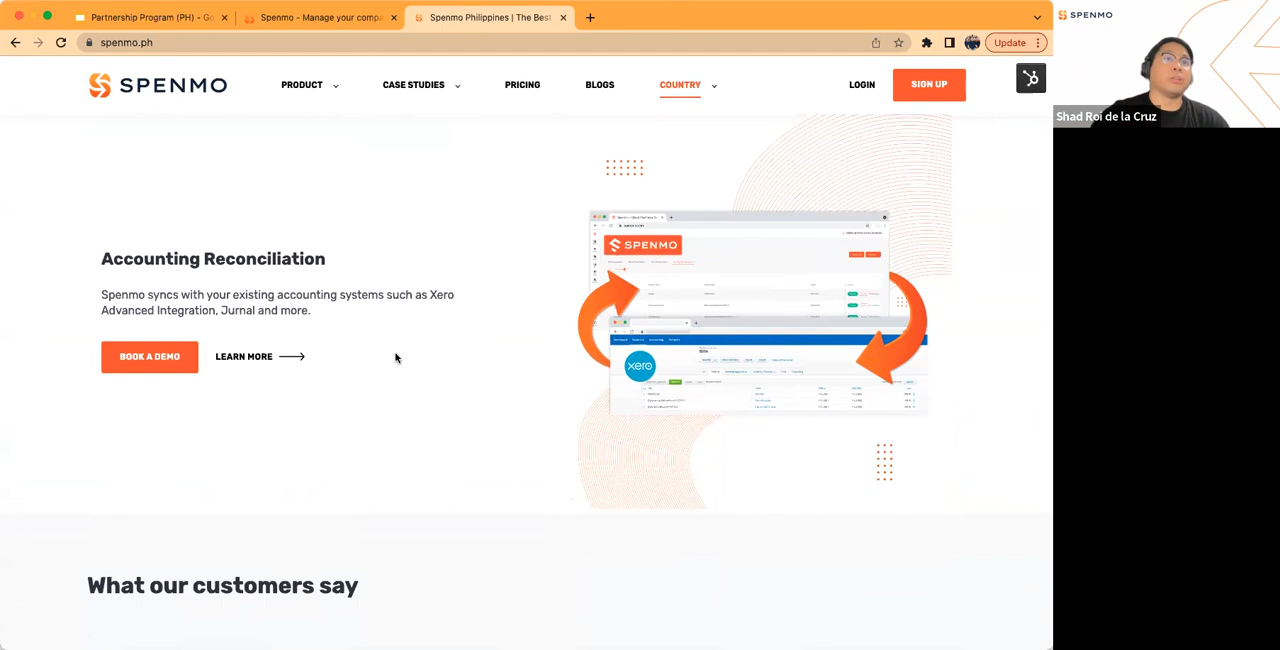 Partnership Program (PH) - Go
Spenmo - Manage your compa
Spenmo Philippines | The Best
spenmo.ph
Update
SPENMO
PRODUCT
CASE STUDIES
PRICING
BLOGS
COUNTRY
LOGIN
SIGN UP
SPENMO
Shad Roi de la Cruz
SPENMO
Accounting Reconciliation
Spenmo syncs with your existing accounting systems such as Xero
Advanced Integration, Jurnal and more.
BOOK A DEMO
LEARN MORE
xero
What our customers say